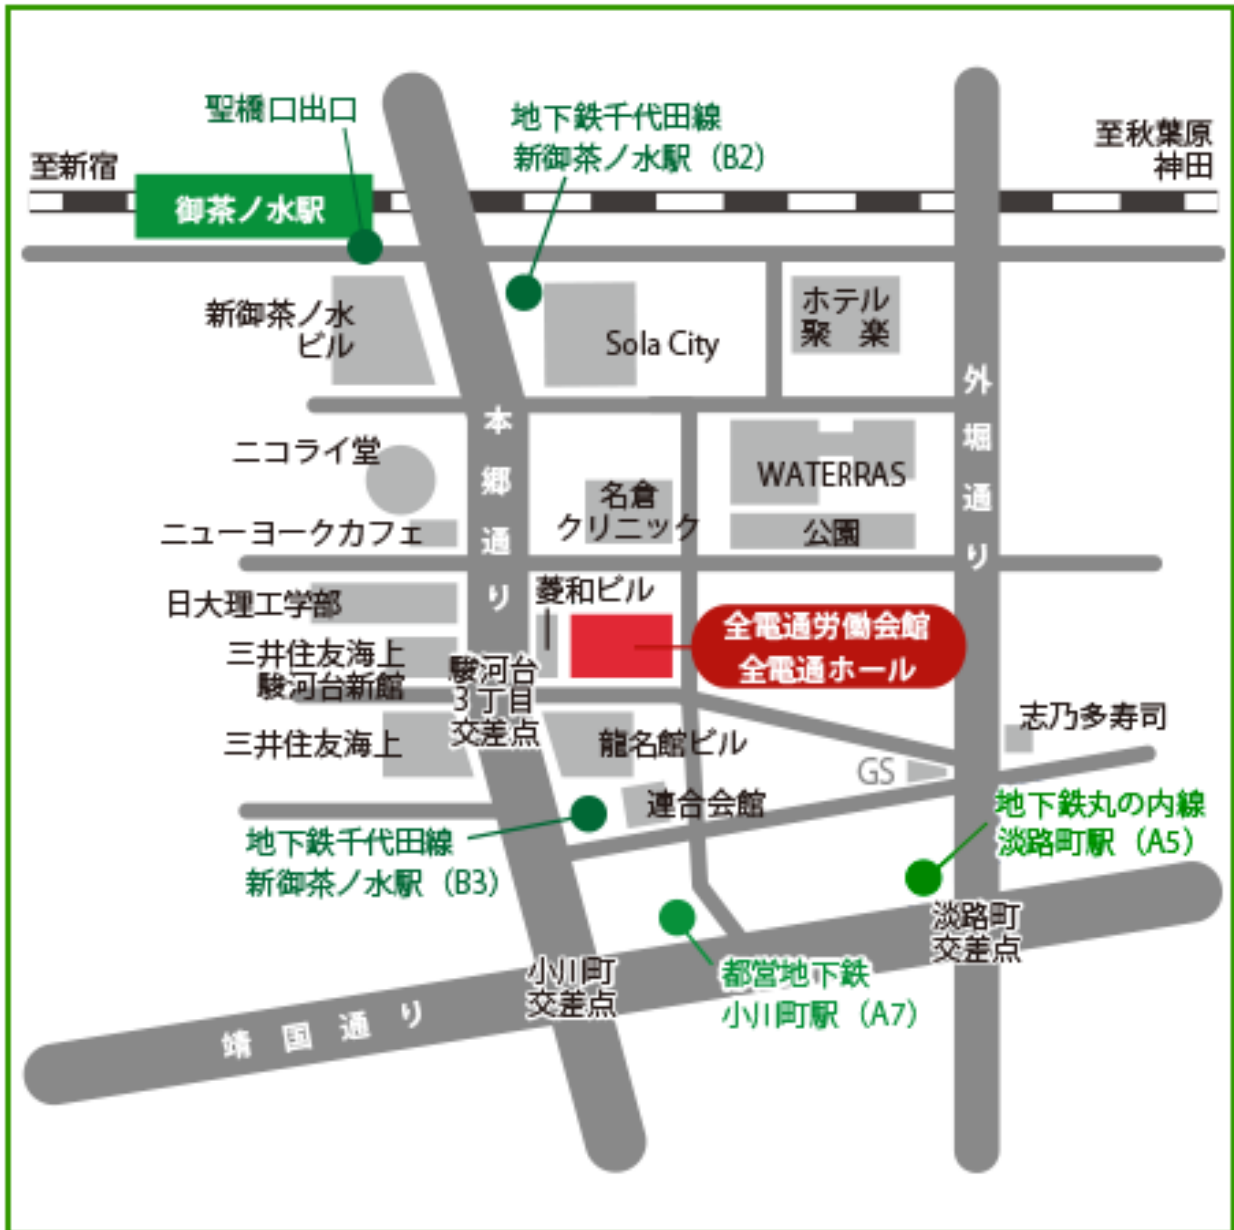 聖橋口出口
地下鉄千代田線
新御茶ノ水駅（B2）
至秋葉原
神田
至新宿
御茶ノ水駅
新御茶ノ水
ビル
Sola City
ホテル
聚　楽
外堀通り
本郷通り
ニコライ堂
名倉
クリニック
WATERRAS
ニューヨークカフェ
公園
日大理工学部
菱和ビル
全電通労働会館
全電通ホール
三井住友海上
駿河台新館
駿河台
3丁目
交差点
志乃多寿司
三井住友海上
龍名館ビル
GS
連合会館
地下鉄丸の内線
淡路町駅（A5）
地下鉄千代田線
新御茶ノ水駅（B3）
淡路町
交差点
小川町
交差点
都営地下鉄
小川町駅（A7）
靖国通り